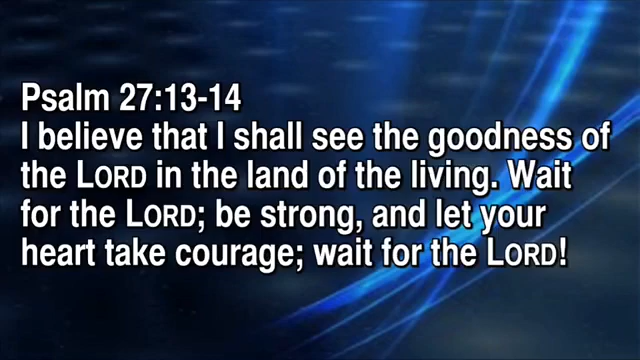 Psalm 27:13-14
I believe that I shall see the goodness of
the LORD in the land of the living. Wait
for the LORD; be strong, and let your
heart take courage; wait for the LORD!